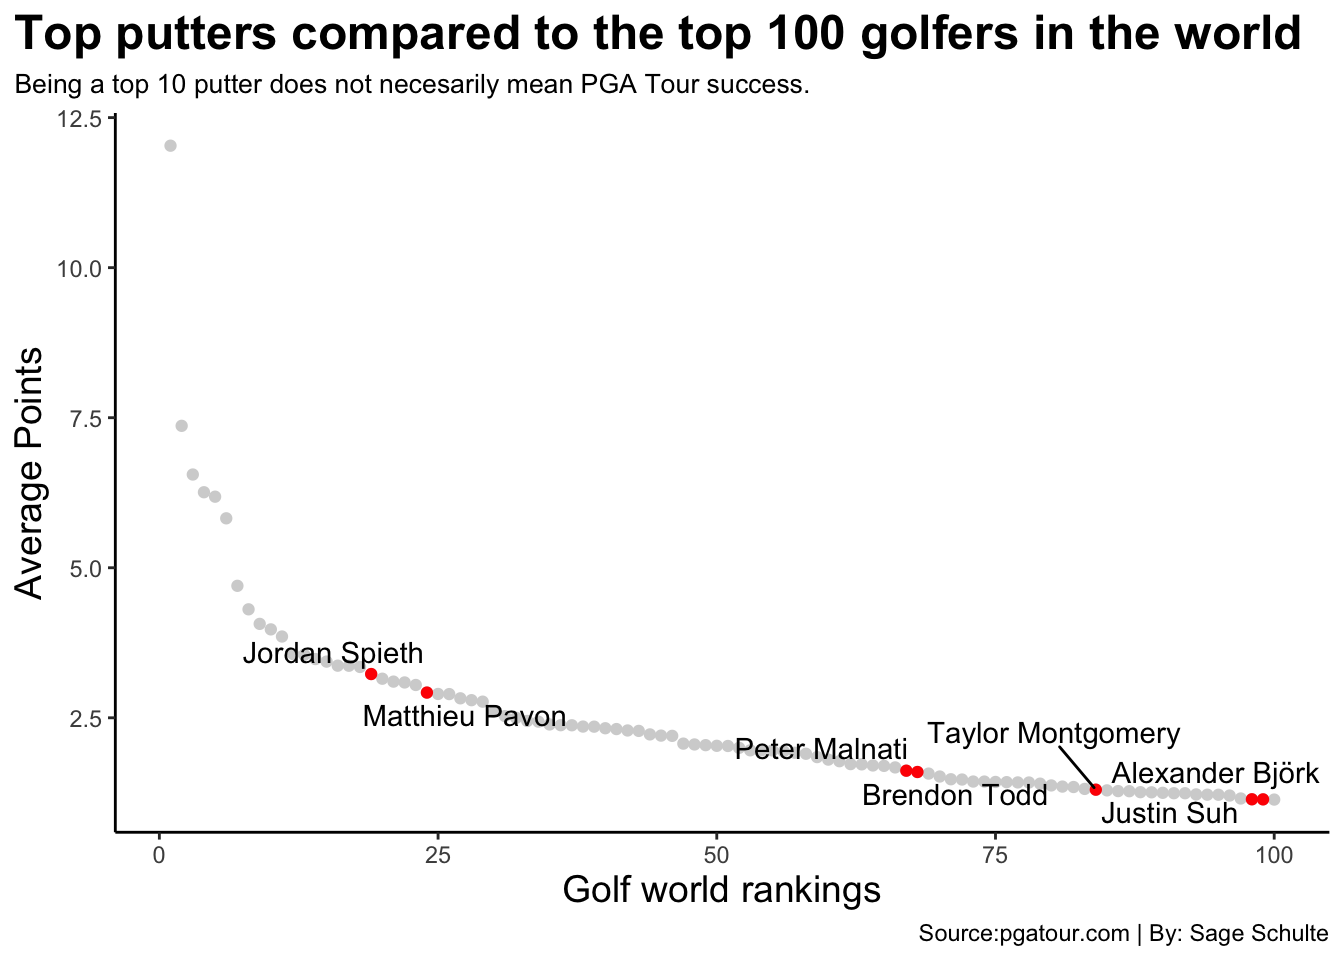 Top putters compared to the top 100 golfers in the world
Being a top 10 putter does not necesarily mean PGA Tour success.
12.5
10.0
7.5
5.0
2.5
Average Points
Jordan Spieth
Matthieu Pavon
Peter Malnati
Brendon Todd
Taylor Montgomery
Alexander Björk
Justin Suh
0 25 50 75 100
Golf world rankings
Source:pgatour.com | By: Sage Schulte